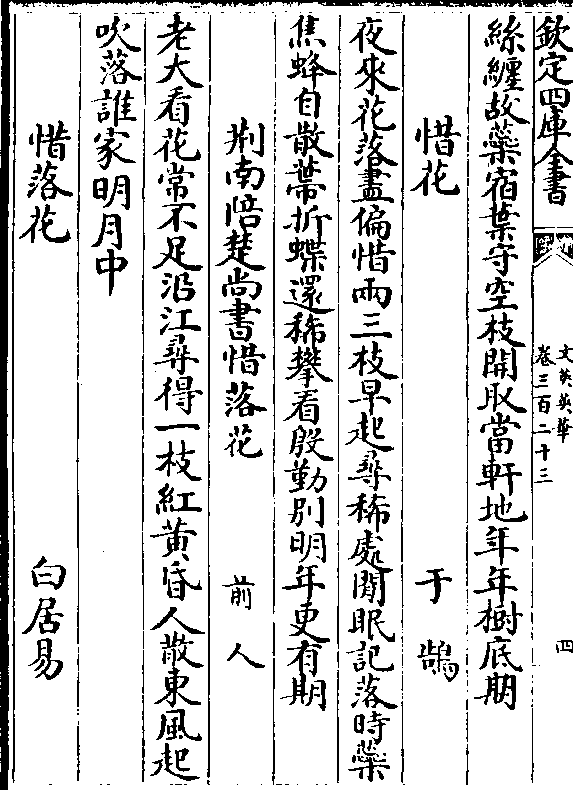 欽定四庫全書
文苑英華
卷三百二十三
四
絲纏故蘂宿葉守空枝開取當軒地年年樹底期
惜花 于鵠
夜來花落盡偏惜兩三枝早起尋稀處閒眠記落時蘂
焦蜂自散蔕折蝶還稀攀看殷勤別明年更有期
荆南陪楚尚書惜落花 前人
老大看花常不足沿江尋得一枝紅黄昏人散東風起
吹落誰家明月中
惜落花 白居易